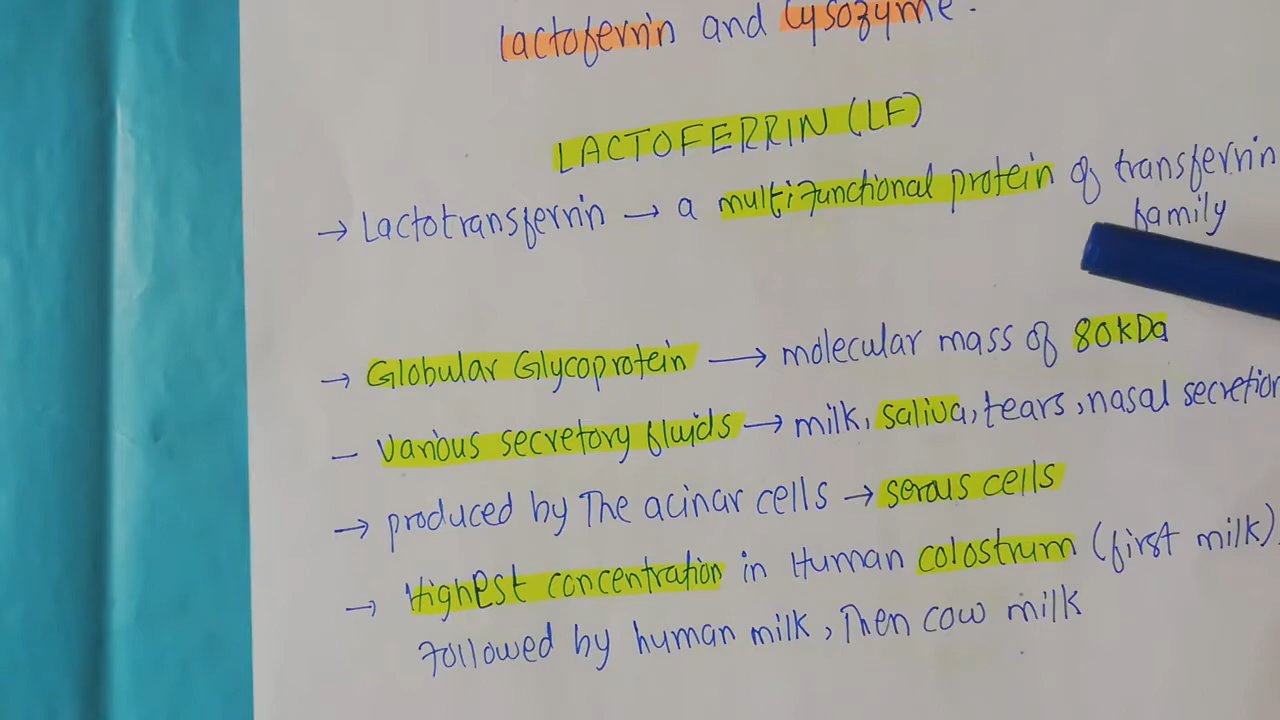 lactoferrin and lysozyme.
LACTOFERRIN (LF)
→ Lactotransferrin → a multifunctional protein of transferrin
family
→ Globular Glycoprotein → molecular mass of 80kDa
– Various secretory fluids → milk, saliva, tears, nasal secretion
→ produced by The acinar cells → serous cells
→ Highest concentration in Human colostrum (first milk)
followed by human milk, Then cow milk